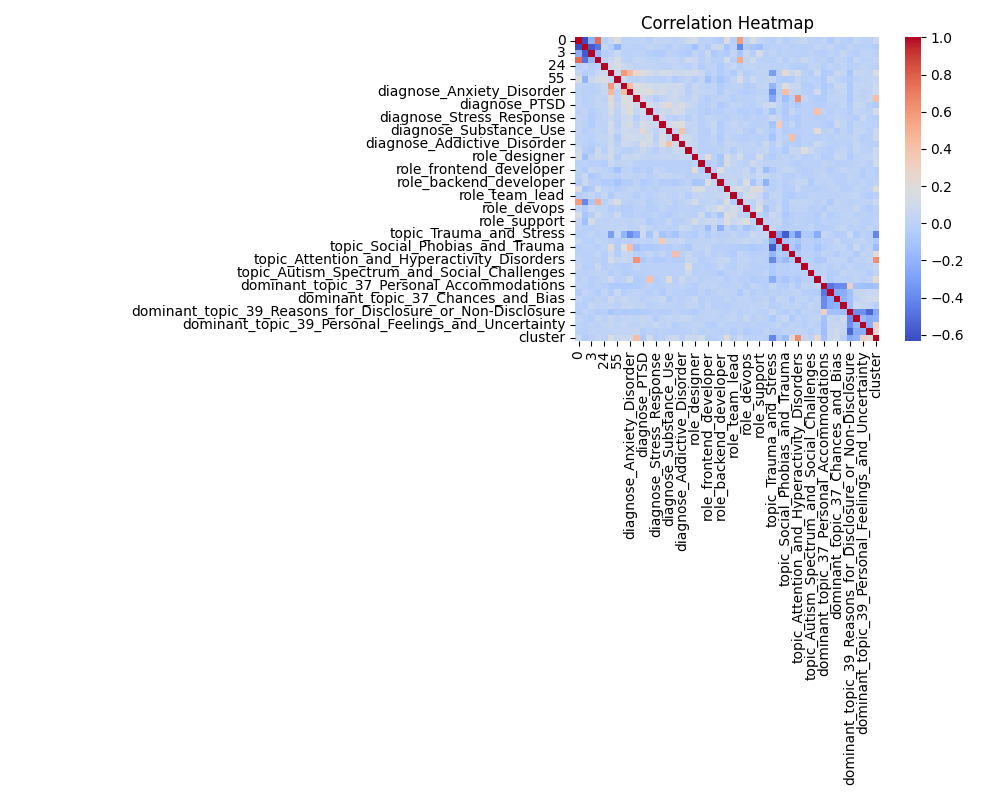 Correlation Heatmap
0
3
24
55
diagnose_Anxiety_Disorder
diagnose_PTSD
diagnose_Stress_Response
diagnose_Substance_Use
diagnose_Addictive_Disorder
role_designer
role_frontend_developer
role_backend_developer
role_team_lead
role_devops
role_support
topic_Trauma_and_Stress
topic_Social_Phobias_and_Trauma
topic_Attention_and_Hyperactivity_Disorders
topic_Autism_Spectrum_and_Social_Challenges
dominant_topic_37_Personal_Accommodations
dominant_topic_37_Chances_and_Bias
dominant_topic_39_Reasons_for_Disclosure_or_Non-Disclosure
dominant_topic_39_Personal_Feelings_and_Uncertainty
cluster
0
3
24
55
diagnose_Anxiety_Disorder
diagnose_PTSD
diagnose_Stress_Response
diagnose_Substance_Use
diagnose_Addictive_Disorder
role_designer
role_frontend_developer
role_backend_developer
role_team_lead
role_devops
role_support
topic_Trauma_and_Stress
topic_Social_Phobias_and_Trauma
topic_Attention_and_Hyperactivity_Disorders
topic_Autism_Spectrum_and_Social_Challenges
dominant_topic_37_Personal_Accommodations
dominant_topic_37_Chances_and_Bias
dominant_topic_39_Reasons_for_Disclosure_or_Non-Disclosure
dominant_topic_39_Personal_Feelings_and_Uncertainty
cluster
1.0
0.8
0.6
0.4
0.2
0.0
−0.2
−0.4
−0.6